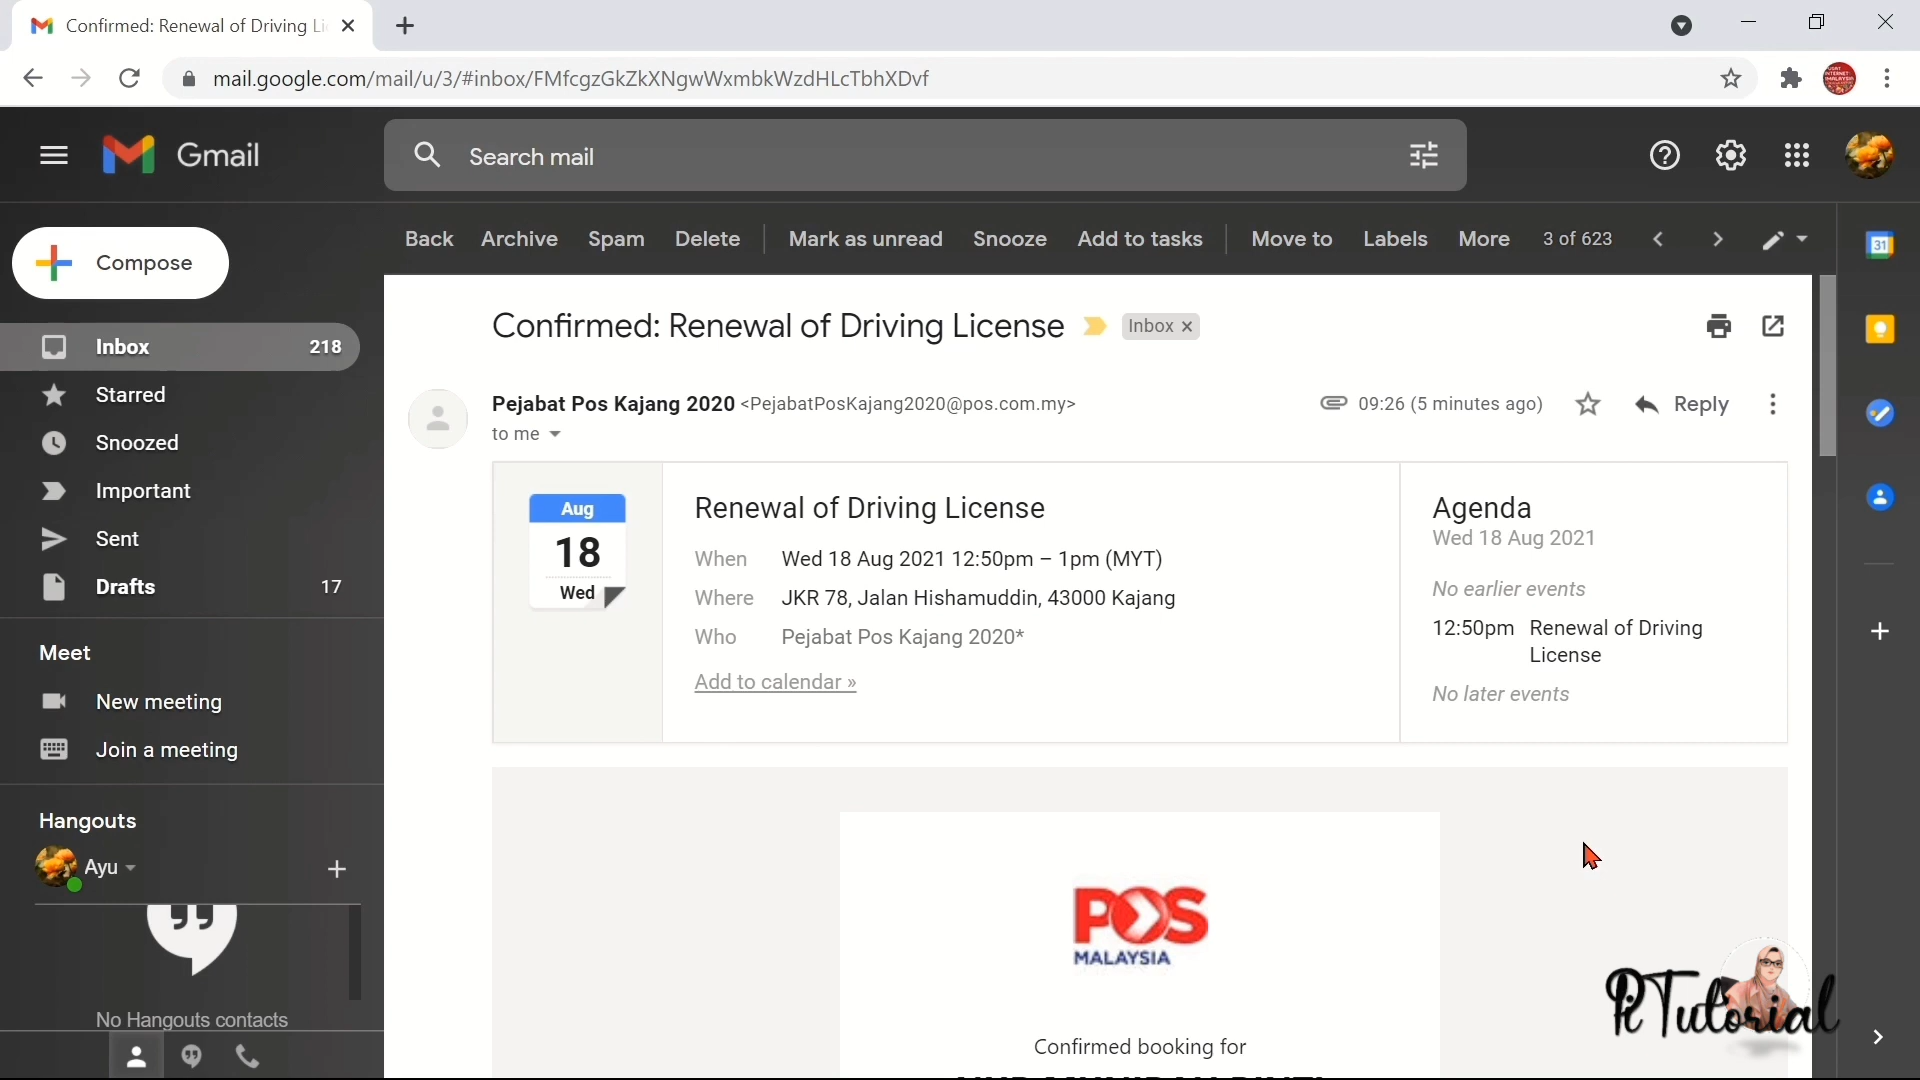 Confirmed: Renewal of Driving Li
mail.google.com/mail/u/3/#inbox/FMfcgzGkZkXNgwWxmbkWzdHLcTbhXDvf
Gmail
Search mail
Compose
Inbox 218
Starred
Snoozed
Important
Sent
Drafts 17
Meet
New meeting
Join a meeting
Hangouts
Ayu
No Hangouts contacts
Back Archive Spam Delete Mark as unread Snooze Add to tasks Move to Labels More 3 of 623
Confirmed: Renewal of Driving License Inbox
Pejabat Pos Kajang 2020 <PejabatPosKajang2020@pos.com.my> 09:26 (5 minutes ago) Reply
to me
Aug
18
Wed
Renewal of Driving License
When Wed 18 Aug 2021 12:50pm – 1pm (MYT)
Where JKR 78, Jalan Hishamuddin, 43000 Kajang
Who Pejabat Pos Kajang 2020*
Add to calendar »
Agenda
Wed 18 Aug 2021
No earlier events
12:50pm Renewal of Driving
License
No later events
POS
MALAYSIA
Confirmed booking for
31
Tutorial